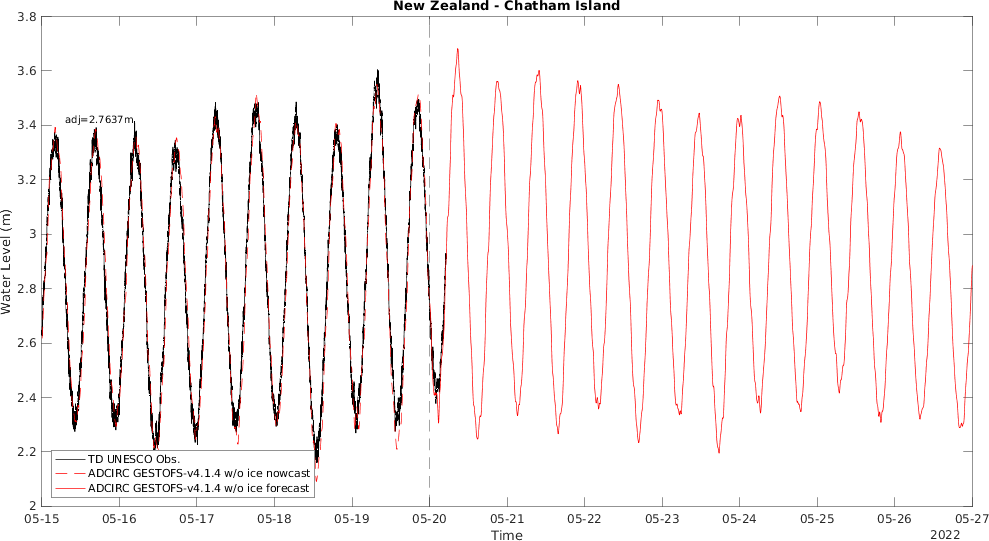 New Zealand - Chatham Island
3.8
3.6
3.4
3.2
3
2.8
2.6
2.4
2.2
2
Water Level (m)
adj=2.7637m
TD UNESCO Obs.
ADCIRC GESTOFS-v4.1.4 w/o ice nowcast
ADCIRC GESTOFS-v4.1.4 w/o ice forecast
05-15 05-16 05-17 05-18 05-19 05-20 05-21 05-22 05-23 05-24 05-25 05-26 05-27
Time
2022